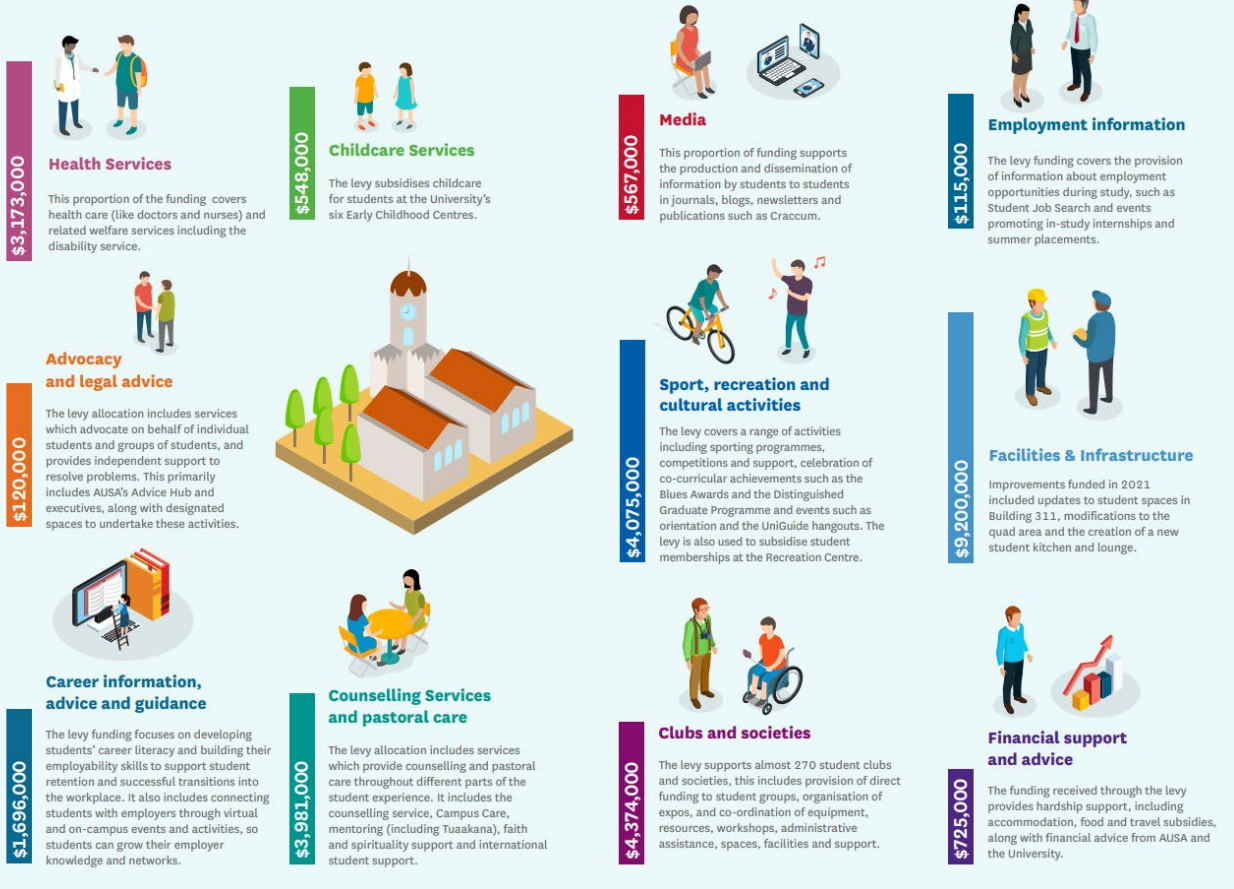 $3,173,000
Health Services
This proportion of the funding covers
health care (like doctors and nurses) and
related welfare services including the
disability service.
$548,000
Childcare Services
The levy subsidises childcare
for students at the University's
six Early Childhood Centres.
$567,000
Media
This proportion of funding supports
the production and dissemination of
information by students to students
in journals, blogs, newsletters and
publications such as Craccum.
$115,000
Employment information
The levy funding covers the provision
of information about employment
opportunities during study, such as
Student Job Search and events
promoting in-study internships and
summer placements.
$120,000
Advocacy
and legal advice
The levy allocation includes services
which advocate on behalf of individual
students and groups of students, and
provides independent support to
resolve problems. This primarily
includes AUSA's Advice Hub and
executives, along with designated
spaces to undertake these activities.
$4,075,000
Sport, recreation and
cultural activities
The levy covers a range of activities
including sporting programmes,
competitions and support, celebration of
co-curricular achievements such as the
Blues Awards and the Distinguished
Graduate Programme and events such as
orientation and the UniGuide hangouts. The
levy is also used to subsidise student
memberships at the Recreation Centre.
$9,200,000
Facilities & Infrastructure
Improvements funded in 2021
included updates to student spaces in
Building 311, modifications to the
quad area and the creation of a new
student kitchen and lounge.
$1,696,000
Career information,
advice and guidance
The levy funding focuses on developing
students' career literacy and building their
employability skills to support student
retention and successful transitions into
the workplace. It also includes connecting
students with employers through virtual
and on-campus events and activities, so
students can grow their employer
knowledge and networks.
$3,981,000
Counselling Services
and pastoral care
The levy allocation includes services
which provide counselling and pastoral
care throughout different parts of the
student experience. It includes the
counselling service, Campus Care,
mentoring (including Tuaakana), faith
and spirituality support and international
student support.
$4,374,000
Clubs and societies
The levy supports almost 270 student clubs
and societies, this includes provision of direct
funding to student groups, organisation of
expos, and co-ordination of equipment,
resources, workshops, administrative
assistance, spaces, facilities and support.
$725,000
Financial support
and advice
The funding received through the levy
provides hardship support, including
accommodation, food and travel subsidies,
along with financial advice from AUSA and
the University.